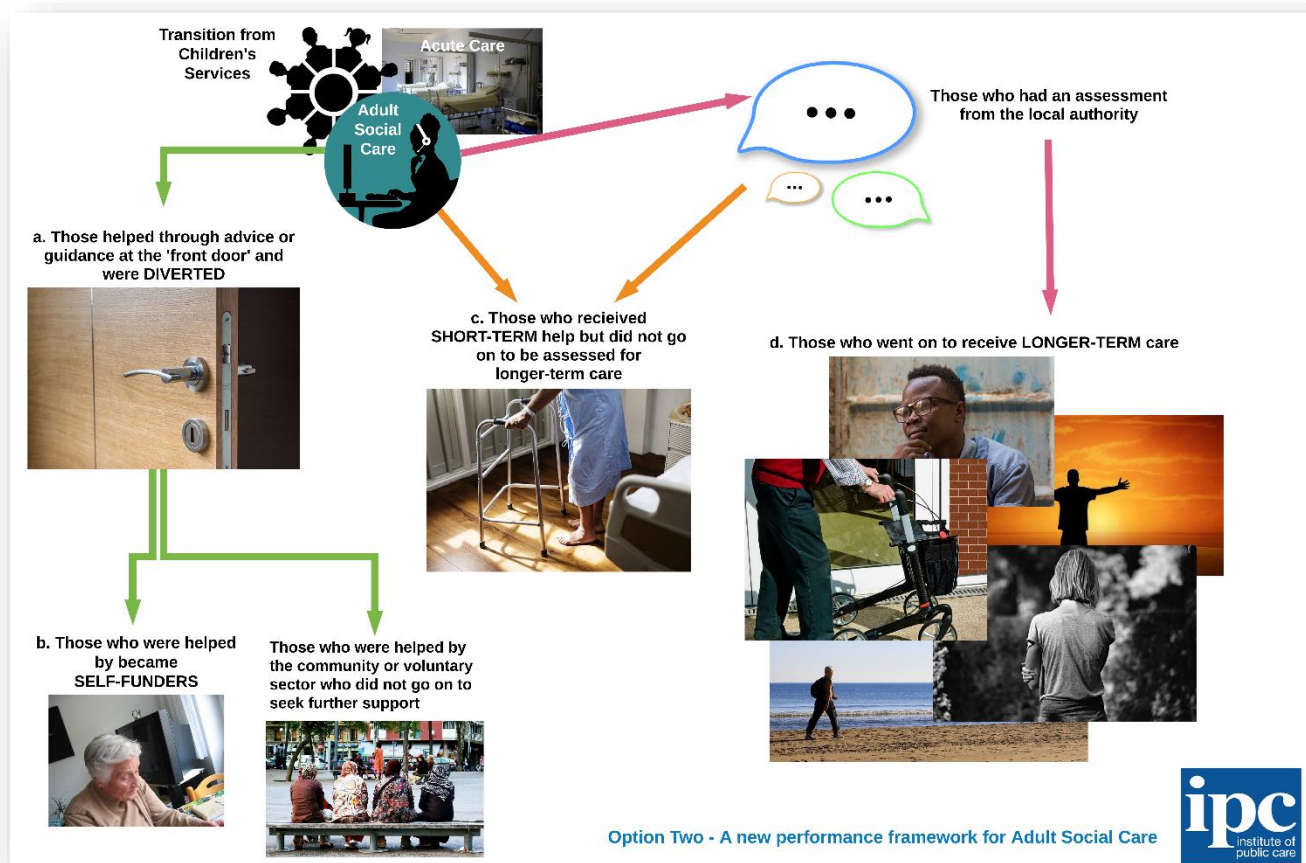 Transition from
Children's
Services
Acute Care
Adult
Social
Care
Those who had an assessment
from the local authority
a. Those helped through advice or
guidance at the 'front door' and
were DIVERTED
c. Those who recieived
SHORT-TERM help but did not go
on to be assessed for
longer-term care
d. Those who went on to receive LONGER-TERM care
b. Those who were helped
by became
SELF-FUNDERS
Those who were helped by
the community or voluntary
sector who did not go on to
seek further support
Option Two - A new performance framework for Adult Social Care
ipc
institute of
public care